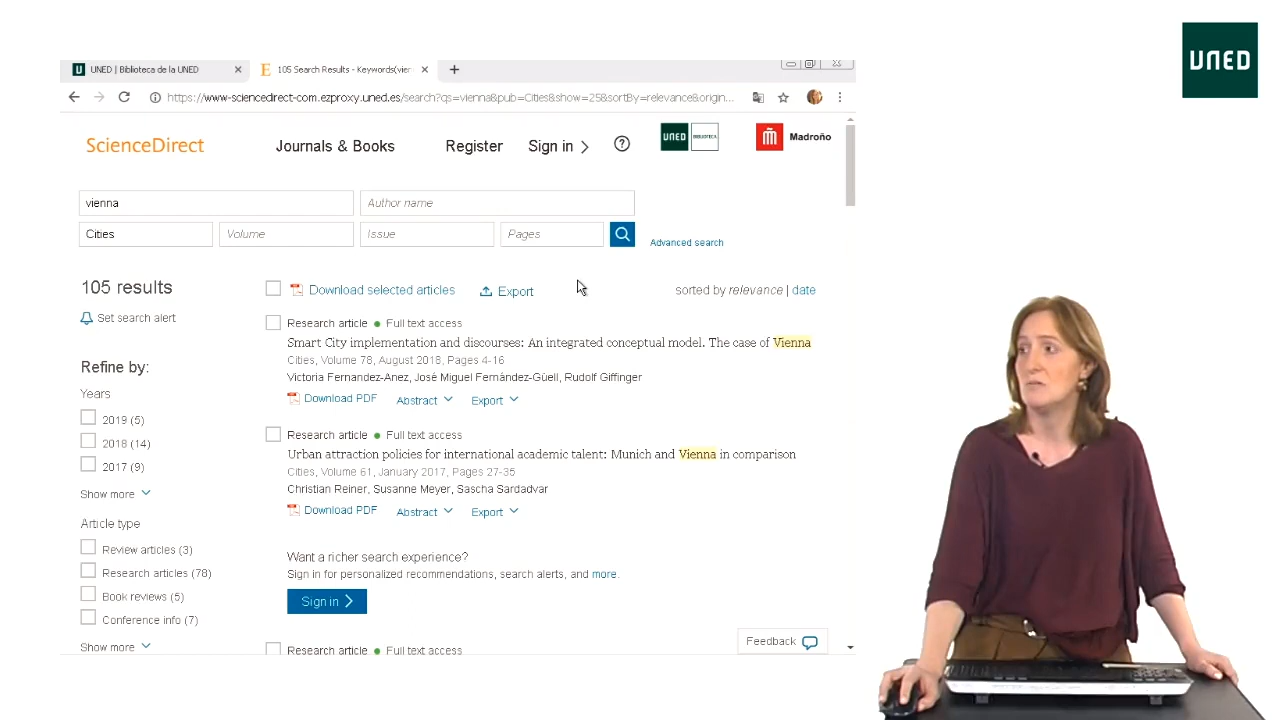 UNED
UNED | Biblioteca de la UNED
105 Search Results - Keywords(vier
https://www-sciencedirect-com.ezproxy.uned.es/search?qs=vienna&pub=Cities&show=25&sortBy=relevance&origin...
ScienceDirect
Journals & Books
Register
Sign in
UNED
BIBLIOTECA
Madroño
vienna
Author name
Cities
Volume
Issue
Pages
Advanced search
105 results
Set search alert
Refine by:
Years
2019 (5)
2018 (14)
2017 (9)
Show more
Article type
Review articles (3)
Research articles (78)
Book reviews (5)
Conference info (7)
Show more
Download selected articles
Export
sorted by relevance | date
Research article ● Full text access
Smart City implementation and discourses: An integrated conceptual model. The case of Vienna
Cities, Volume 78, August 2018, Pages 4-16
Victoria Fernandez-Anez, José Miguel Fernández-Güell, Rudolf Giffinger
Download PDF Abstract Export
Research article ● Full text access
Urban attraction policies for international academic talent: Munich and Vienna in comparison
Cities, Volume 61, January 2017, Pages 27-35
Christian Reiner, Susanne Meyer, Sascha Sardadvar
Download PDF Abstract Export
Want a richer search experience?
Sign in for personalized recommendations, search alerts, and more.
Sign in
Research article ● Full text access
Feedback